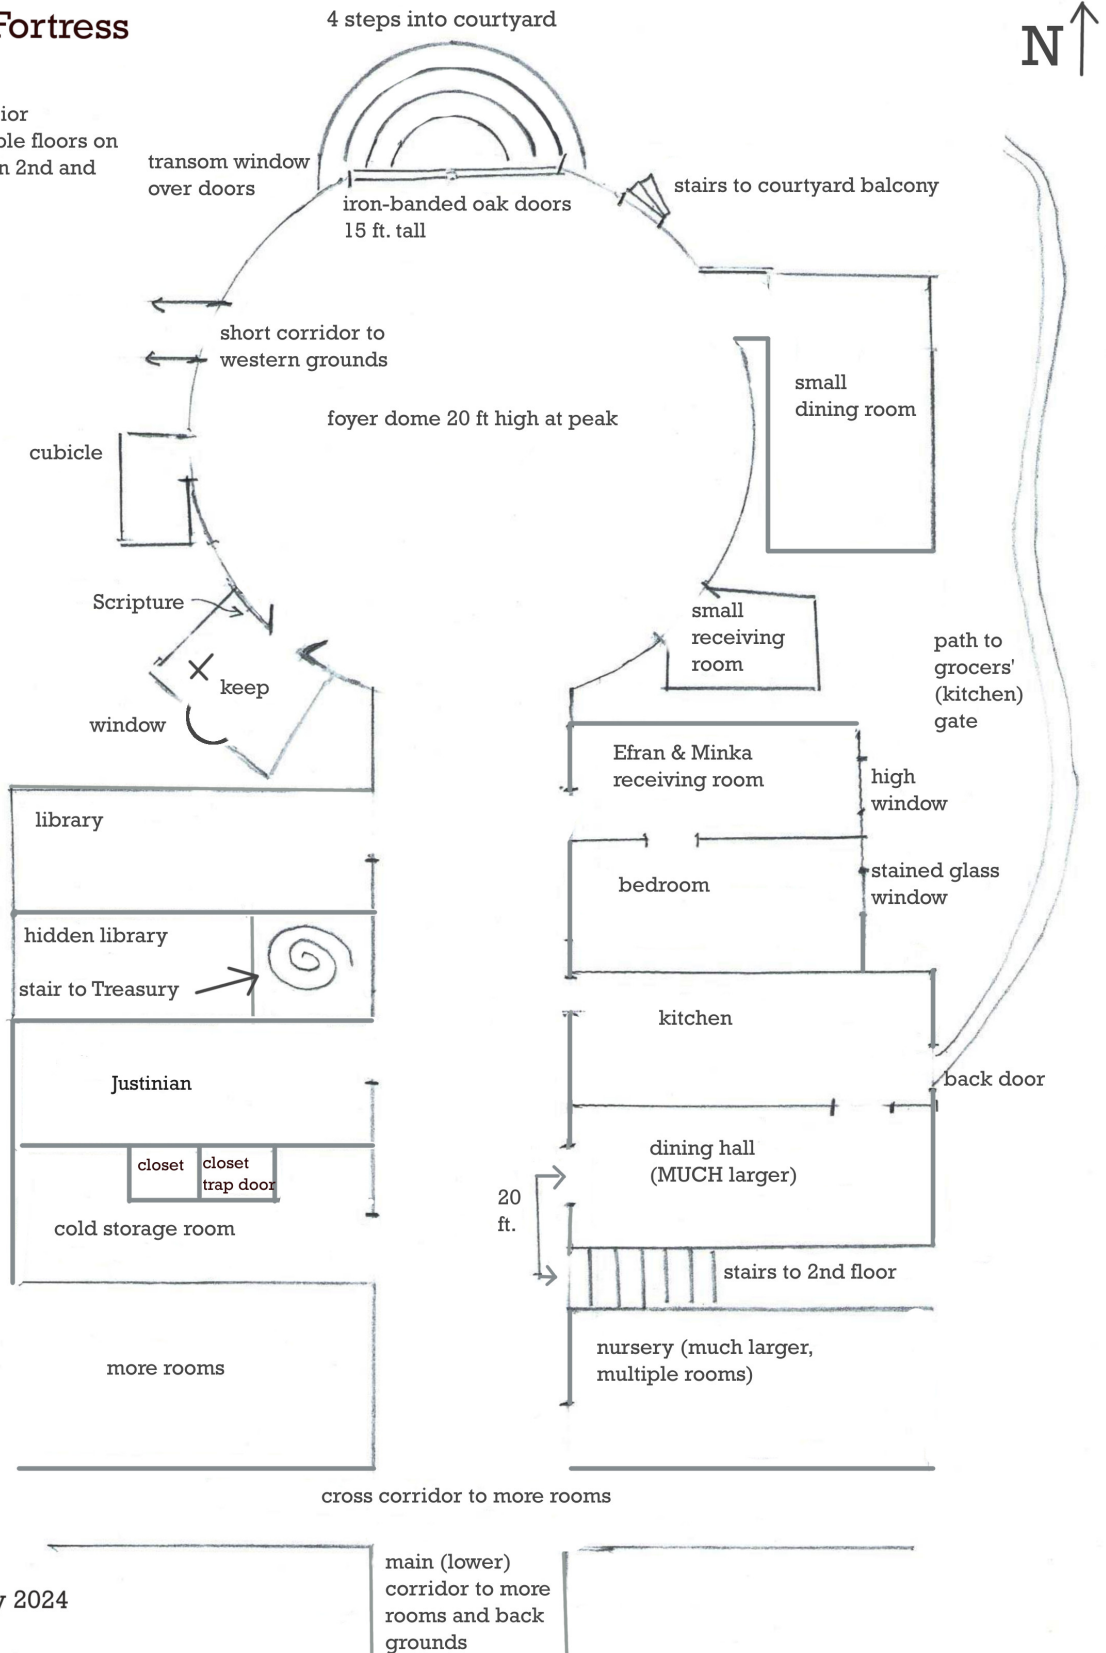 Fortress
4 steps into courtyard
N
ior
ble floors on
n 2nd and
transom window
over doors
iron-banded oak doors
15 ft. tall
stairs to courtyard balcony
short corridor to
western grounds
small
dining room
foyer dome 20 ft high at peak
cubicle
Scripture
small
receiving
room
path to
grocers'
(kitchen)
gate
keep
window
Efran & Minka
receiving room
high
window
library
bedroom
stained glass
window
hidden library
stair to Treasury
kitchen
Justinian
back door
closet
closet
trap door
dining hall
(MUCH larger)
20
ft.
cold storage room
stairs to 2nd floor
more rooms
nursery (much larger,
multiple rooms)
cross corridor to more rooms
main (lower)
corridor to more
rooms and back
grounds
y 2024